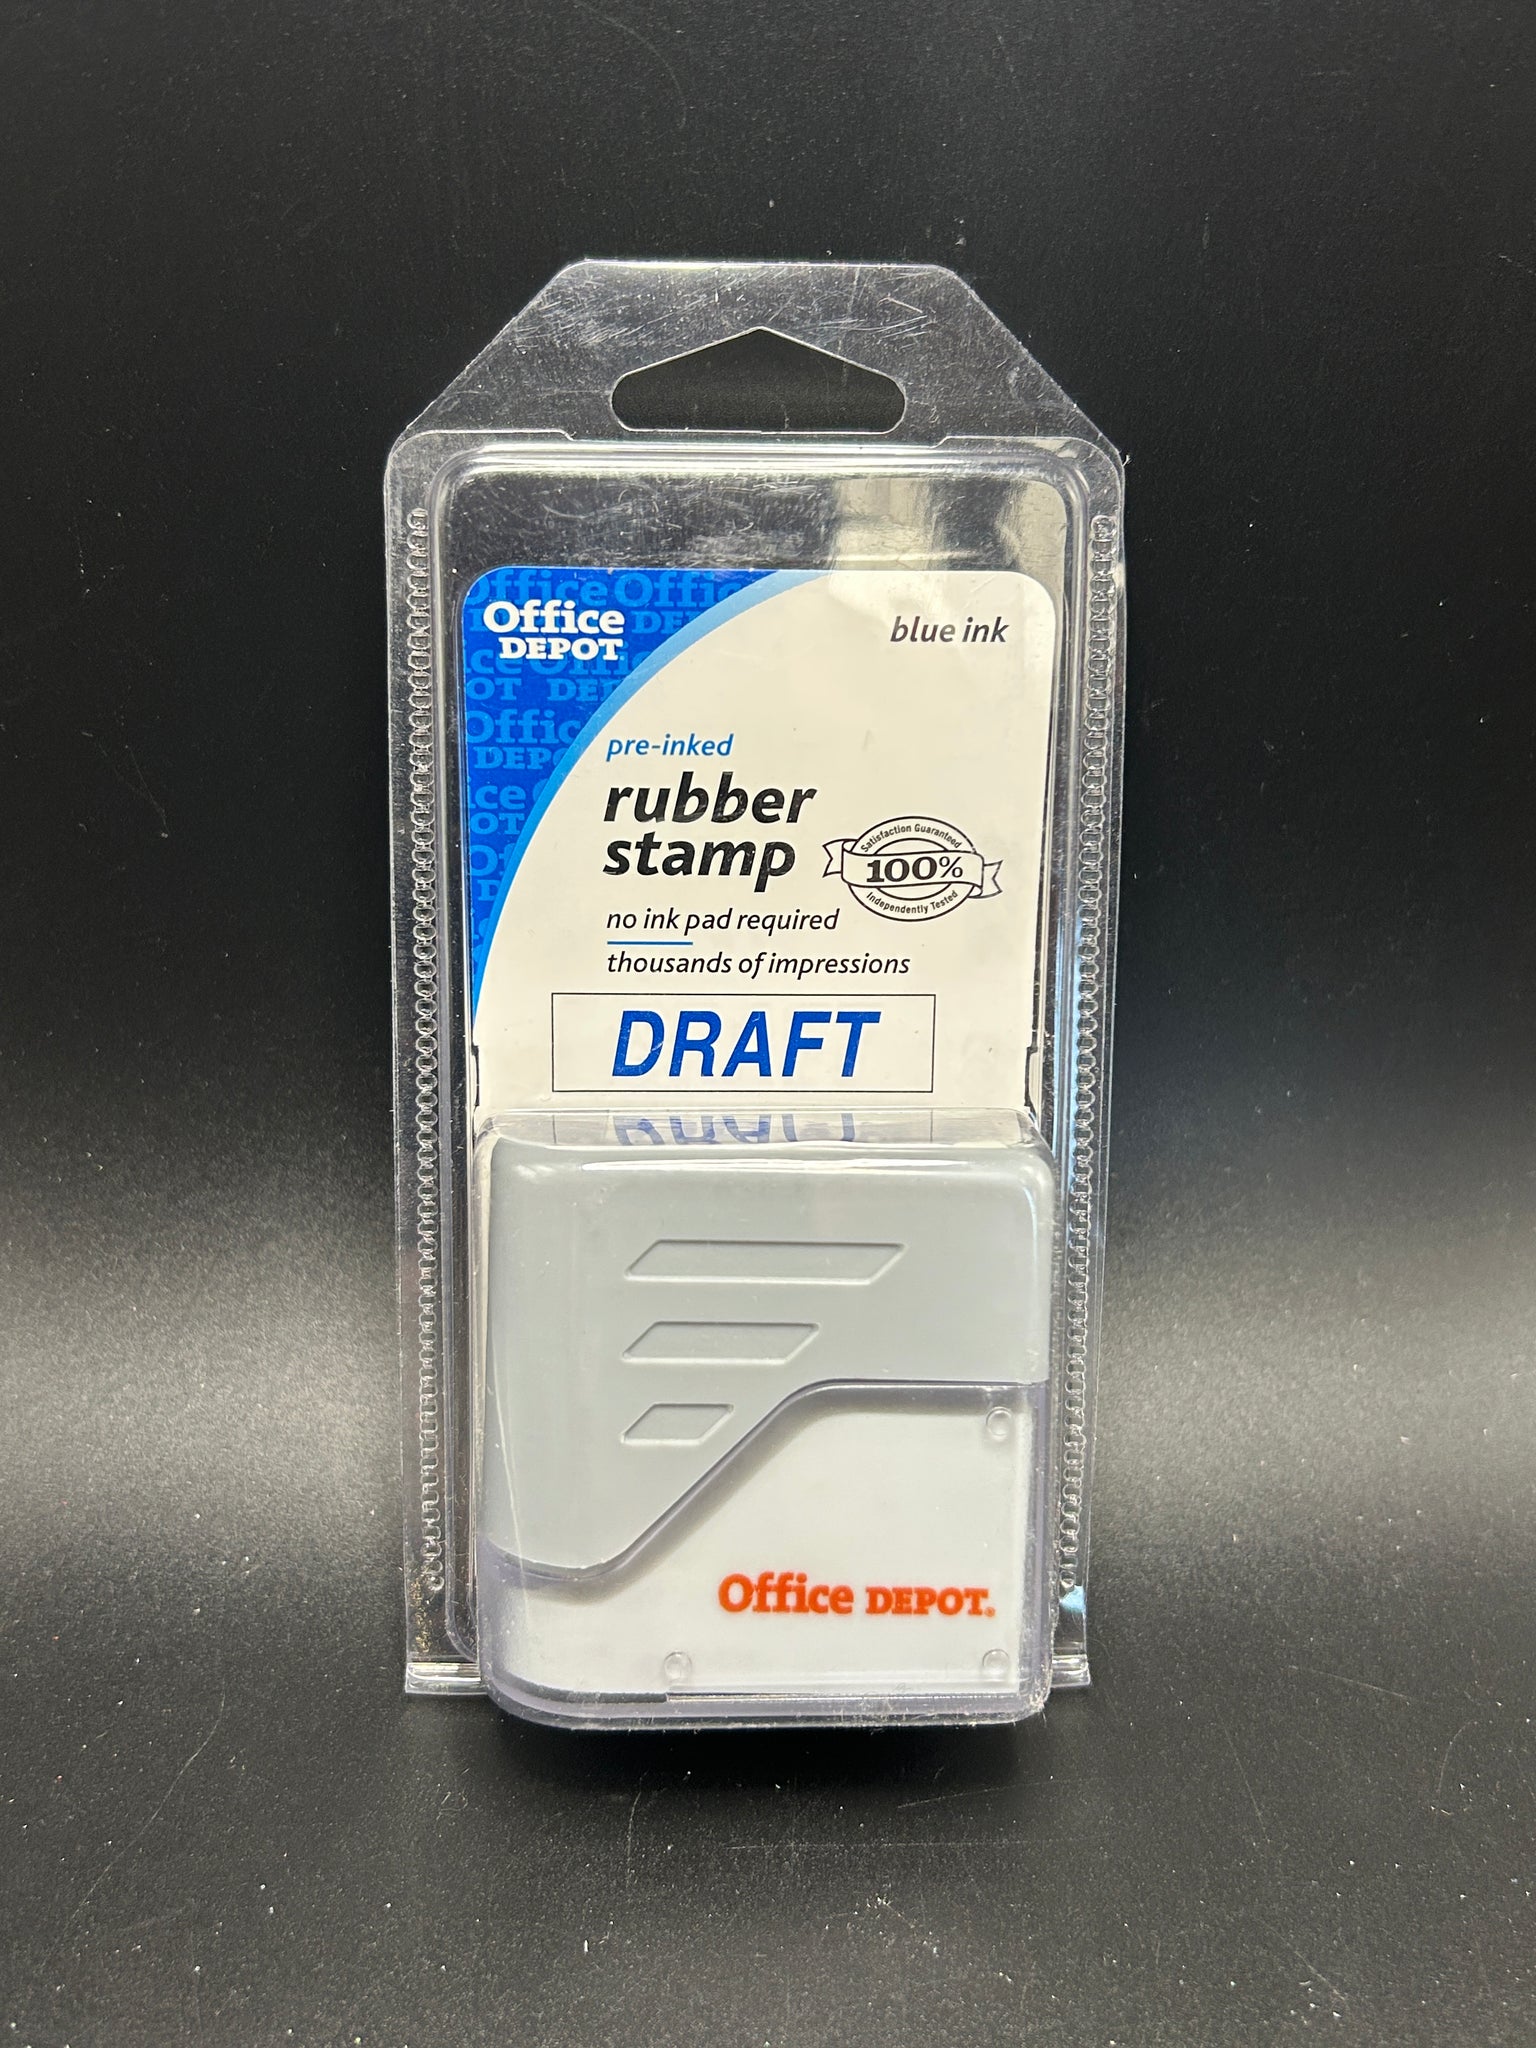 Office
DEPOT
blue ink
pre-inked
rubber
stamp
Satisfaction Guaranteed
100%
Independently Tested
no ink pad required
thousands of impressions
DRAFT
Office DEPOT®